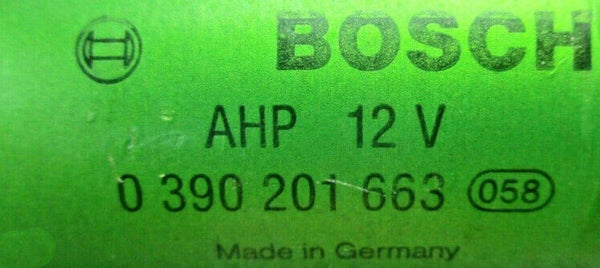 BOSCH
AHP 12 V
0 390 201 663 058
Made in Germany